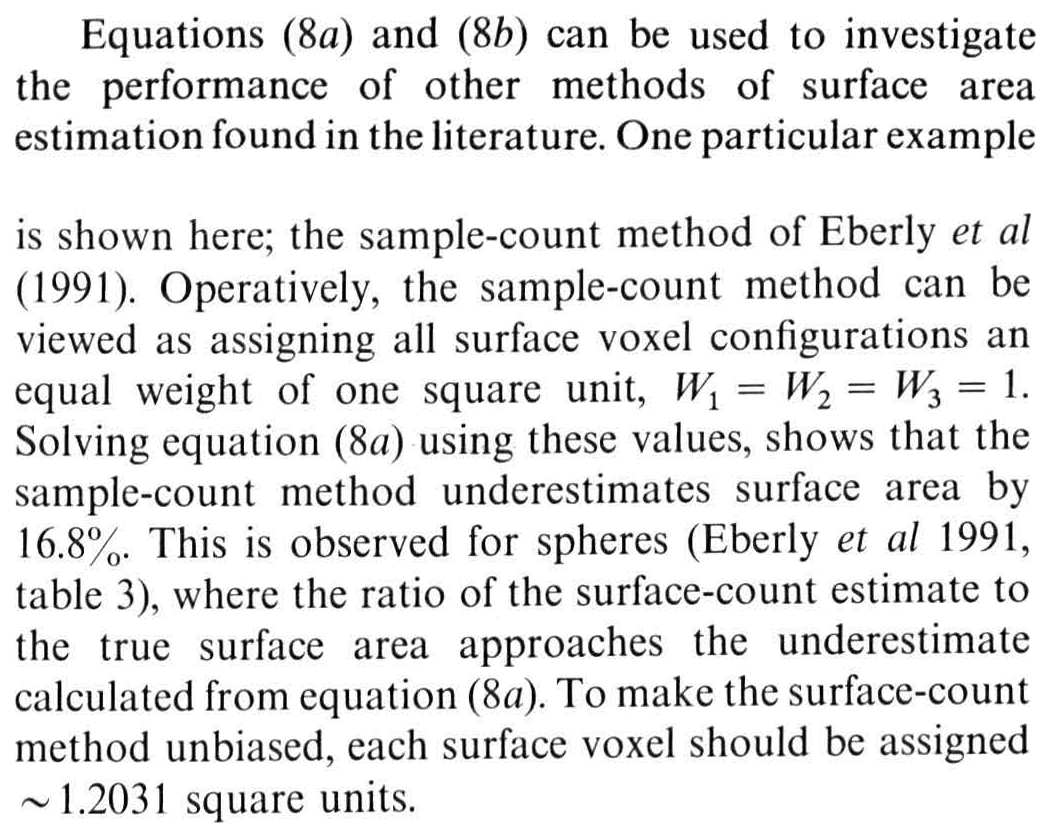 Equations (8a) and (8b) can be used to investigate
the performance of other methods of surface area
estimation found in the literature. One particular example
is shown here; the sample-count method of Eberly et al
(1991). Operatively, the sample-count method can be
viewed as assigning all surface voxel configurations an
equal weight of one square unit, W₁ = W₂ = W₃ = 1.
Solving equation (8a) using these values, shows that the
sample-count method underestimates surface area by
16.8%. This is observed for spheres (Eberly et al 1991,
table 3), where the ratio of the surface-count estimate to
the true surface area approaches the underestimate
calculated from equation (8a). To make the surface-count
method unbiased, each surface voxel should be assigned
~1.2031 square units.